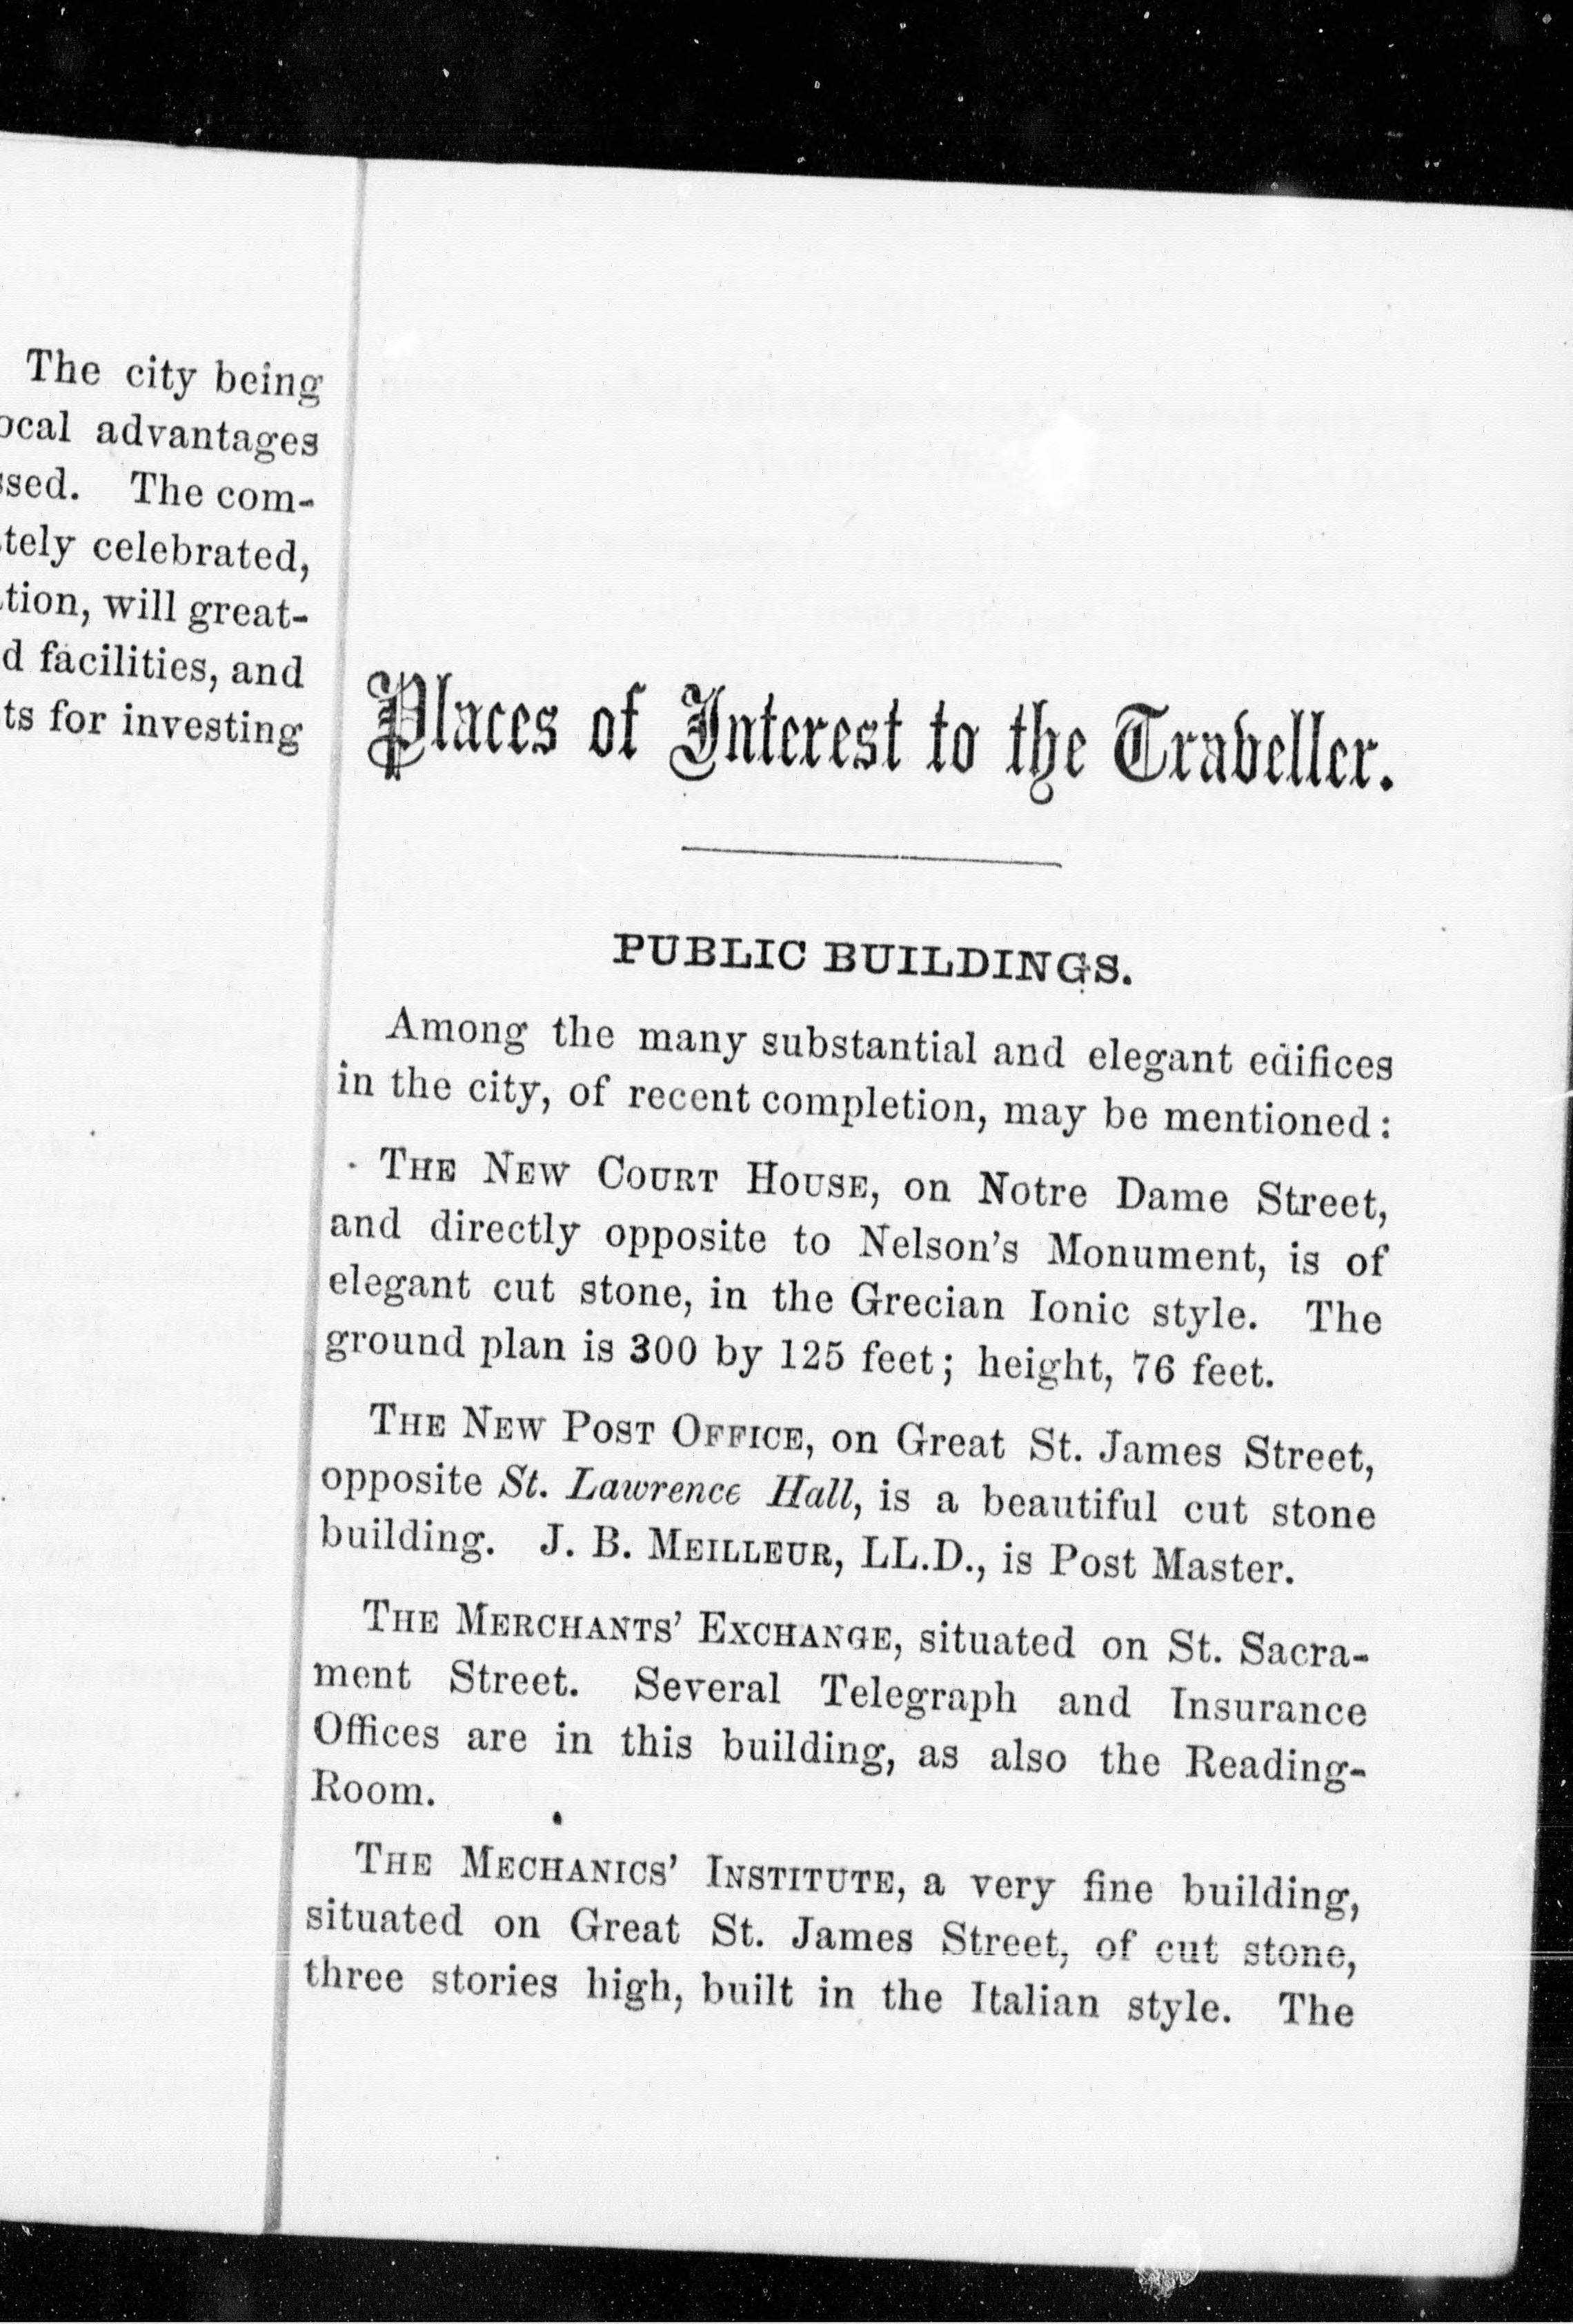 The city being
ocal advantages
ssed. The com-
tely celebrated,
tion, will great-
d facilities, and
ts for investing
Places of Interest to the Traveller.
PUBLIC BUILDINGS.
Among the many substantial and elegant edifices
in the city, of recent completion, may be mentioned:
THE NEW COURT HOUSE, on Notre Dame Street,
and directly opposite to Nelson's Monument, is of
elegant cut stone, in the Grecian Ionic style. The
ground plan is 300 by 125 feet; height, 76 feet.
THE NEW POST OFFICE, on Great St. James Street,
opposite St. Lawrence Hall, is a beautiful cut stone
building. J. B. MEILLEUR, LL.D., is Post Master.
THE MERCHANTS' EXCHANGE, situated on St. Sacra-
ment Street. Several Telegraph and Insurance
Offices are in this building, as also the Reading-
Room.
THE MECHANICS' INSTITUTE, a very fine building,
situated on Great St. James Street, of cut stone,
three stories high, built in the Italian style. The